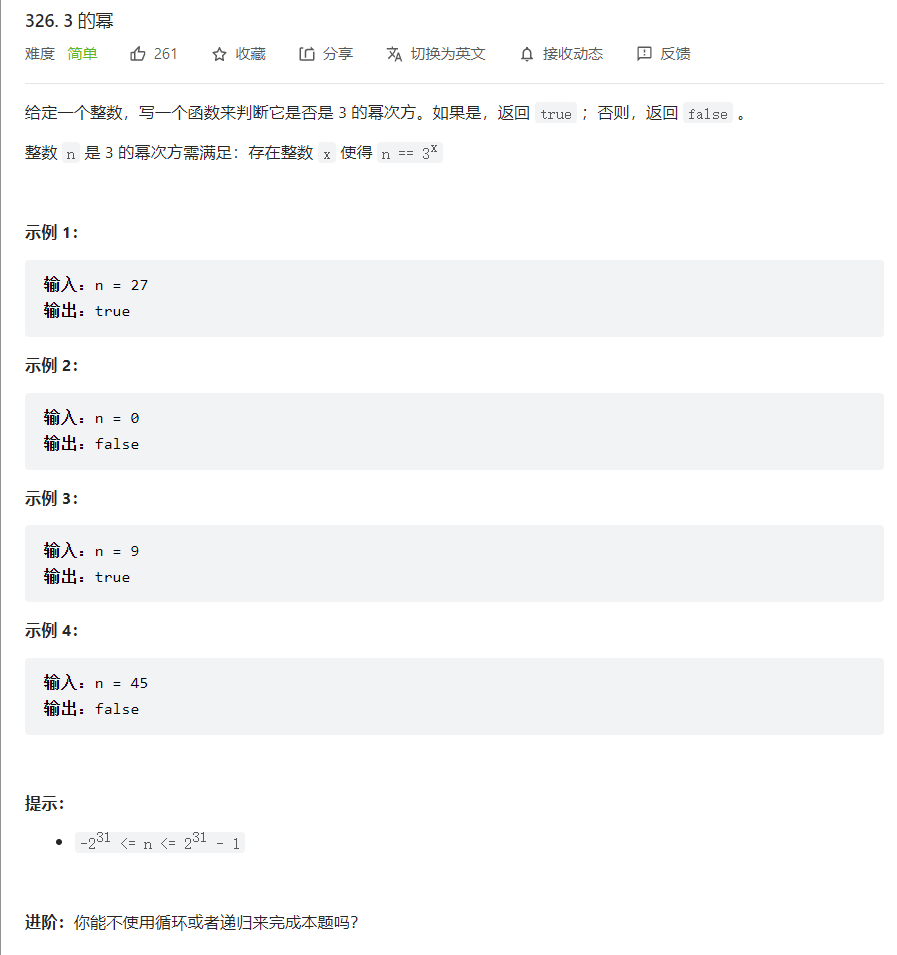 326. 3 的幂
难度 简单 261 收藏 分享 切换为英文 接收动态 反馈
给定一个整数，写一个函数来判断它是否是 3 的幂次方。如果是，返回 true ；否则，返回 false 。
整数 n 是 3 的幂次方需满足：存在整数 x 使得 n == 3ˣ
示例 1：
输入：n = 27
输出：true
示例 2：
输入：n = 0
输出：false
示例 3：
输入：n = 9
输出：true
示例 4：
输入：n = 45
输出：false
提示：
• -2³¹ <= n <= 2³¹ - 1
进阶：你能不使用循环或者递归来完成本题吗？